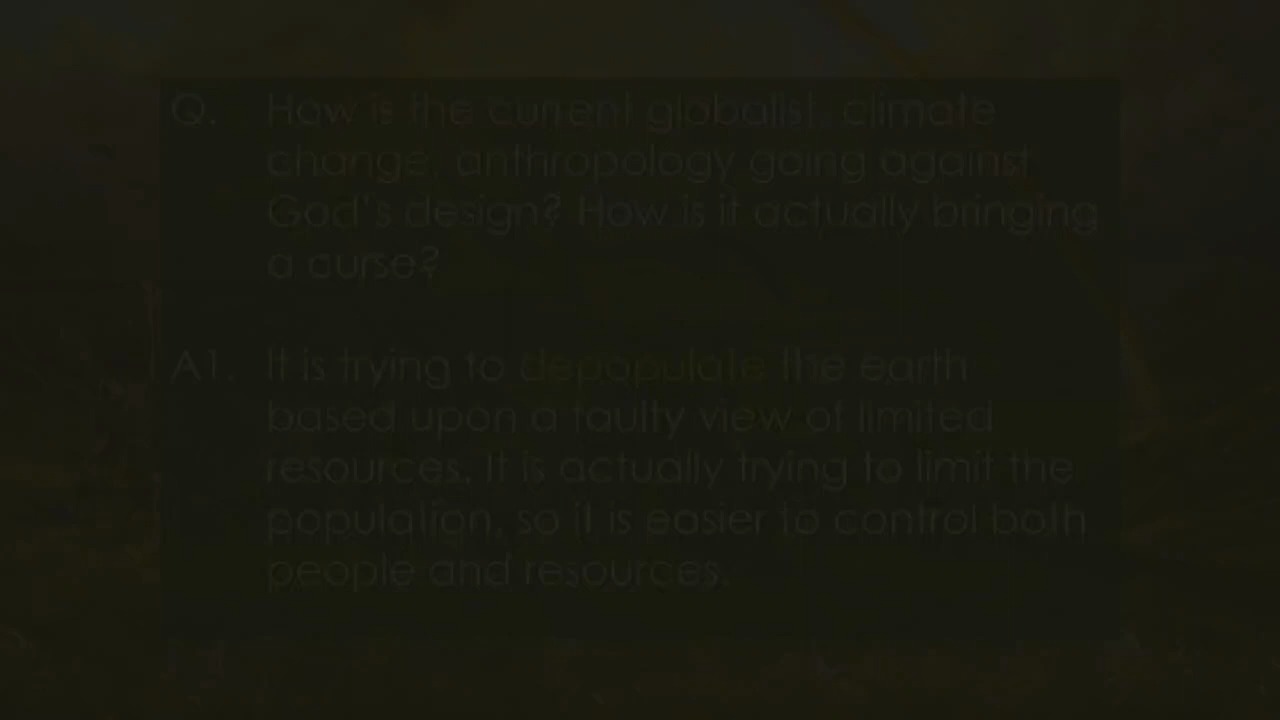 Q. How is the current globalist, climate
change, anthropology going against
God's design? How is it actually bringing
a curse?
A1. It is trying to depopulate the earth
based upon a faulty view of limited
resources. It is actually trying to limit the
population, so it is easier to control both
people and resources.